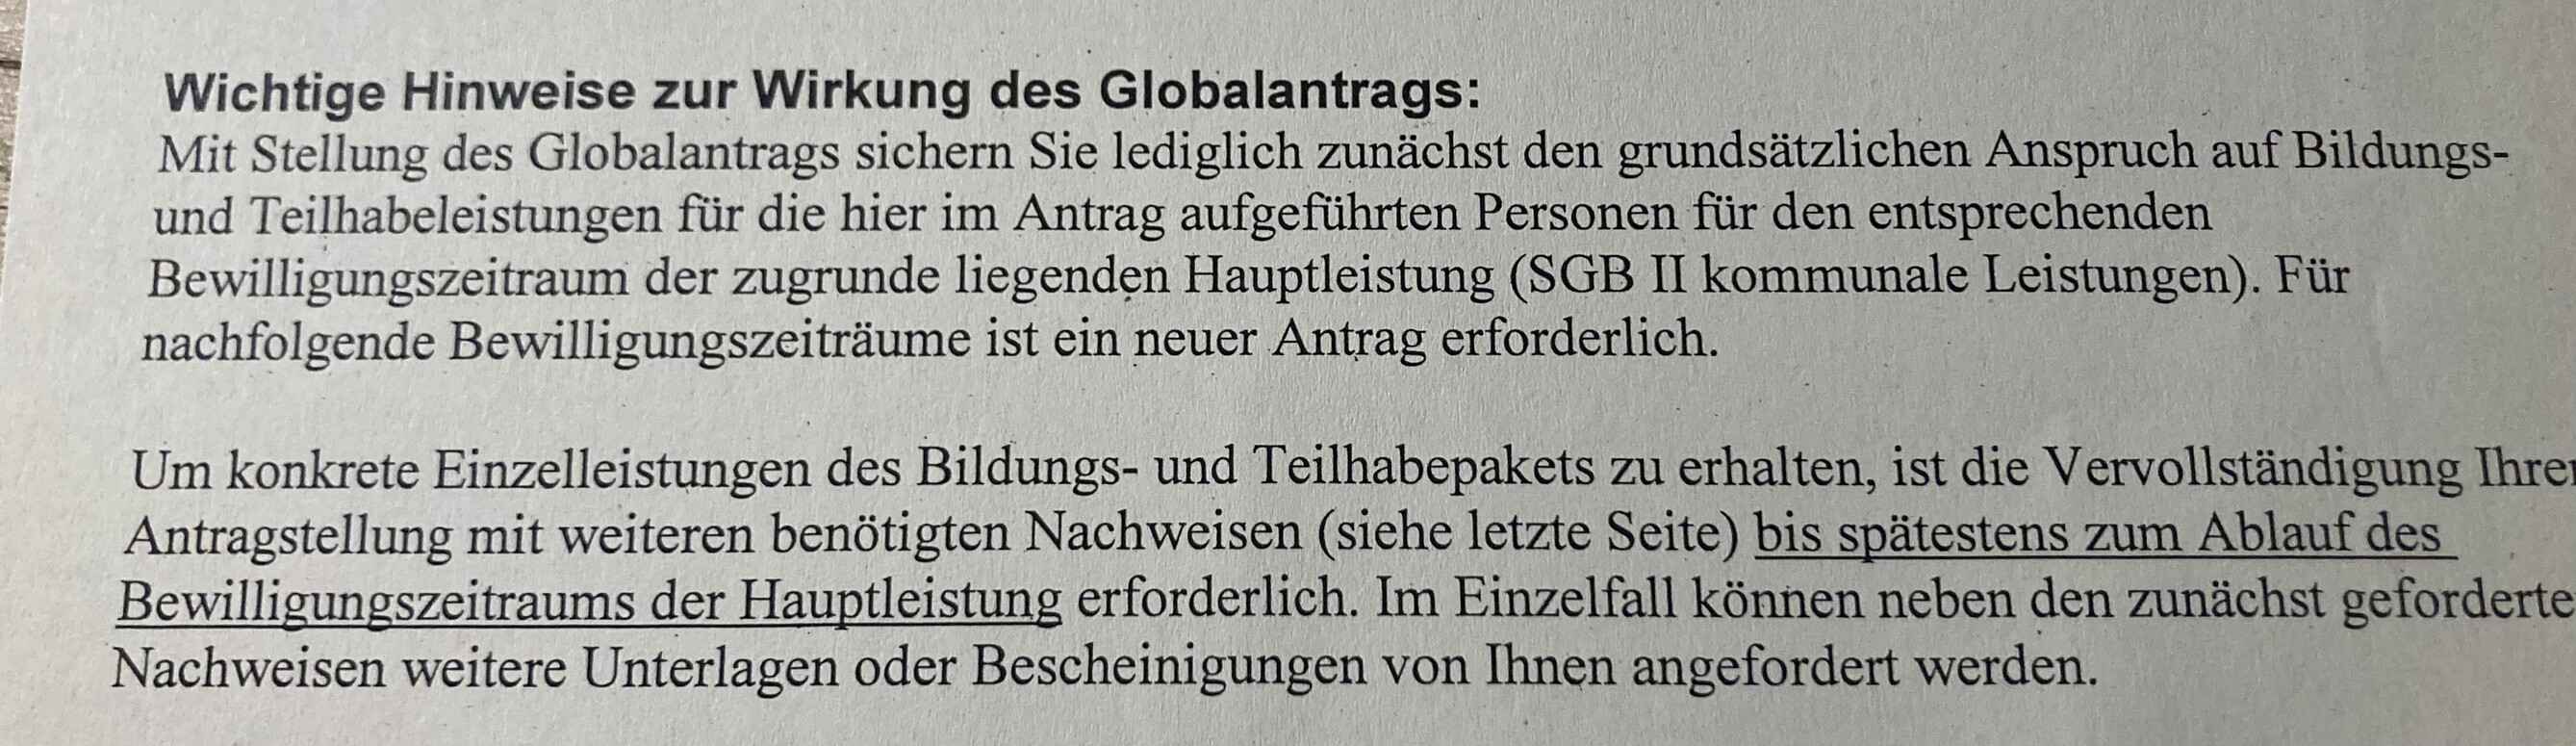 Wichtige Hinweise zur Wirkung des Globalantrags:
Mit Stellung des Globalantrags sichern Sie lediglich zunächst den grundsätzlichen Anspruch auf Bildungs-
und Teilhabeleistungen für die hier im Antrag aufgeführten Personen für den entsprechenden
Bewilligungszeitraum der zugrunde liegenden Hauptleistung (SGB II kommunale Leistungen). Für
nachfolgende Bewilligungszeiträume ist ein neuer Antrag erforderlich.
Um konkrete Einzelleistungen des Bildungs- und Teilhabepakets zu erhalten, ist die Vervollständigung
Antragstellung mit weiteren benötigten Nachweisen (siehe letzte Seite) bis spätestens zum Ablauf des
Bewilligungszeitraums der Hauptleistung erforderlich. Im Einzelfall können neben den zunächst
Nachweisen weitere Unterlagen oder Bescheinigungen von Ihnen angefordert werden.